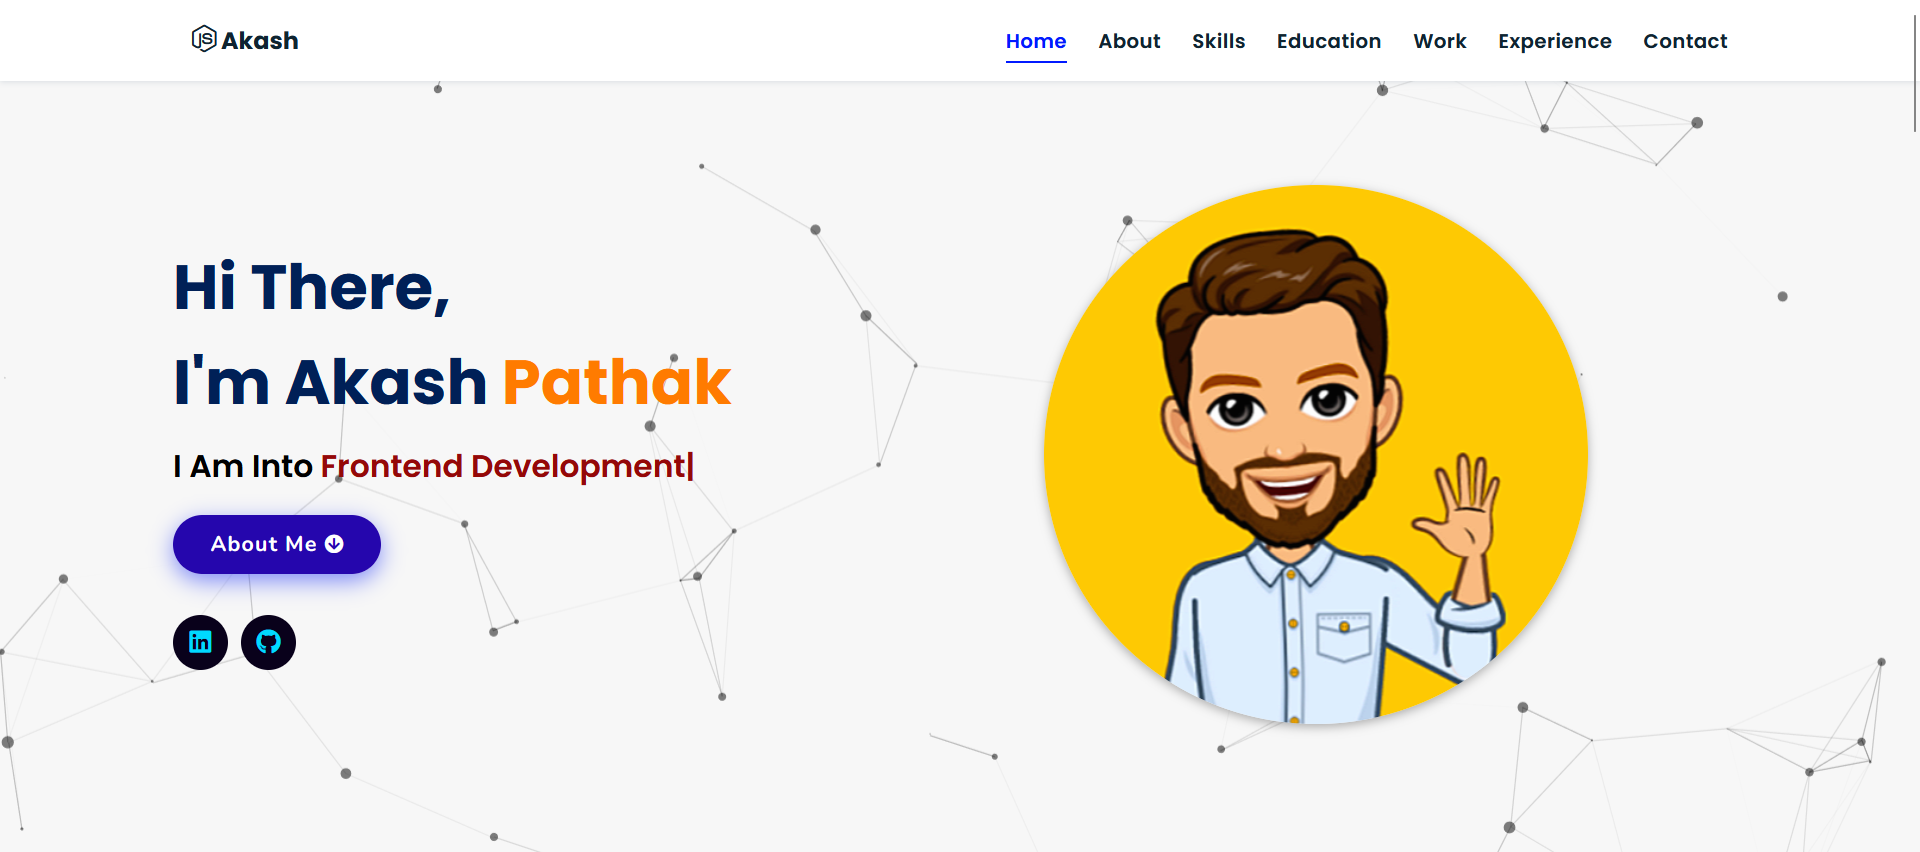 Akash
Home About Skills Education Work Experience Contact
Hi There,
I'm Akash Pathak
I Am Into Frontend Development|
About Me